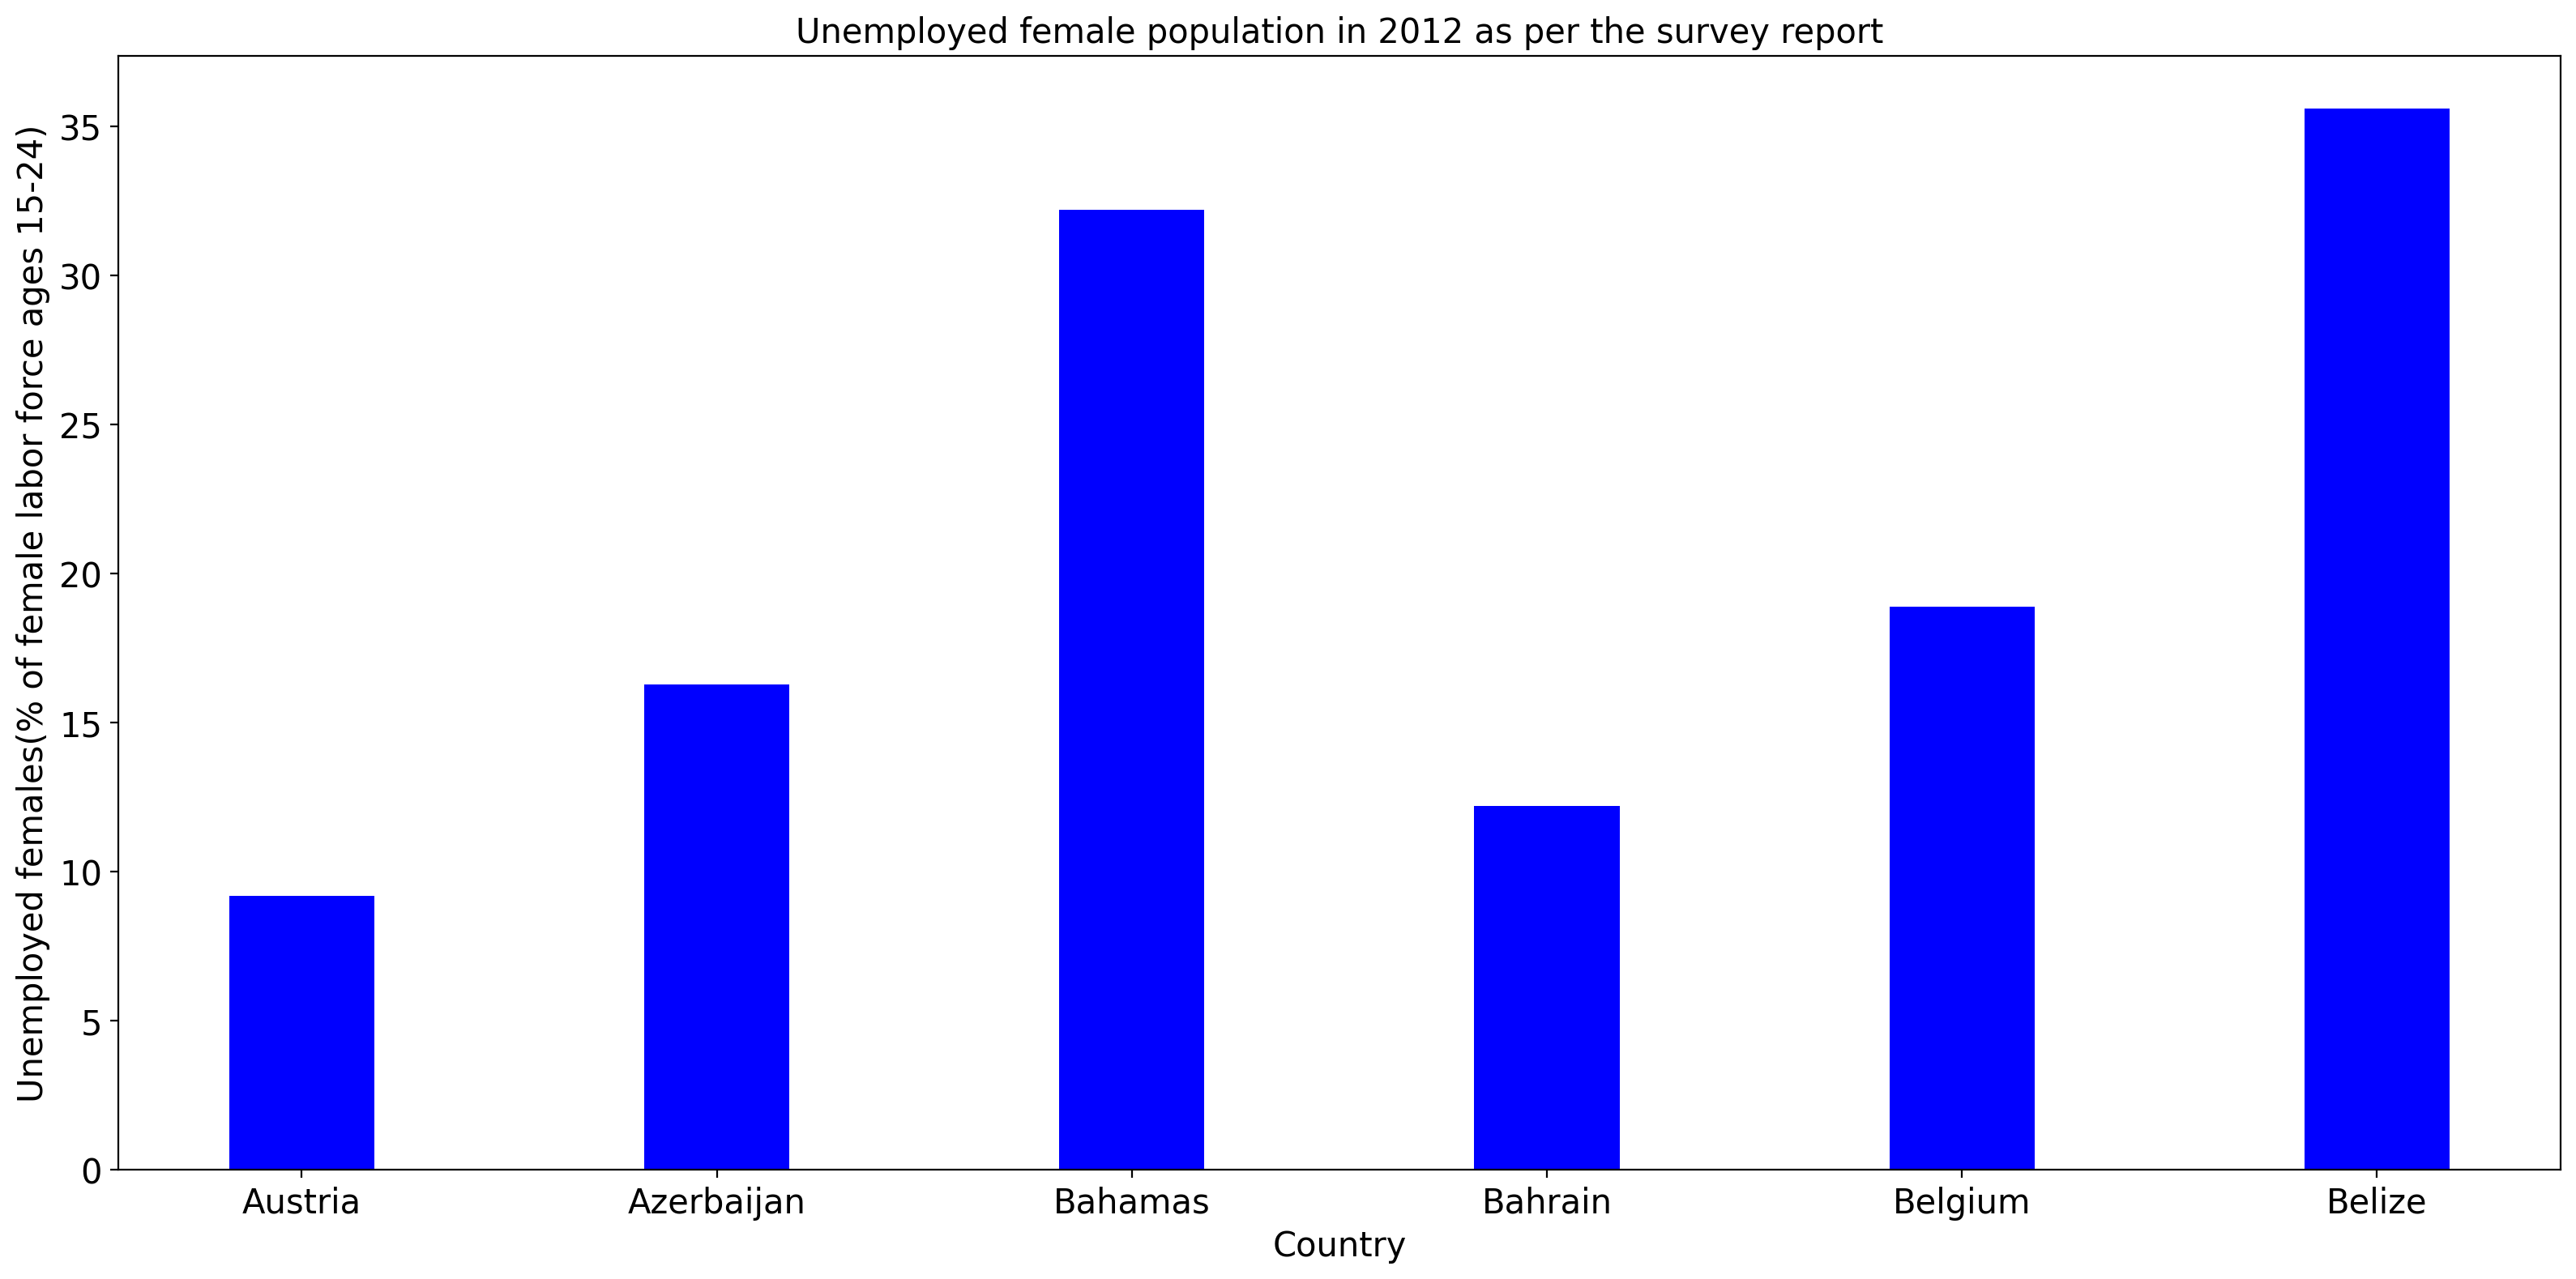 Unemployed female population in 2012 as per the survey report
Unemployed females(% of female labor force ages 15-24)
35
30
25
20
15
10
5
0
Austria Azerbaijan Bahamas Bahrain Belgium Belize
Country